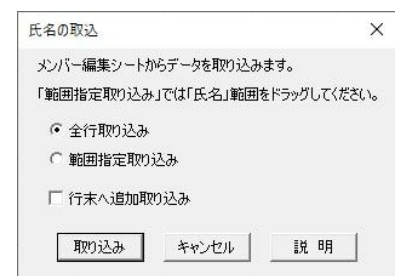 氏名の取込
メンバー編集シートからデータを取り込みます。
「範囲指定取り込み」では「氏名」範囲をドラッグしてください。
全行取り込み
範囲指定取り込み
行末へ追加取り込み
取り込み キャンセル 説 明